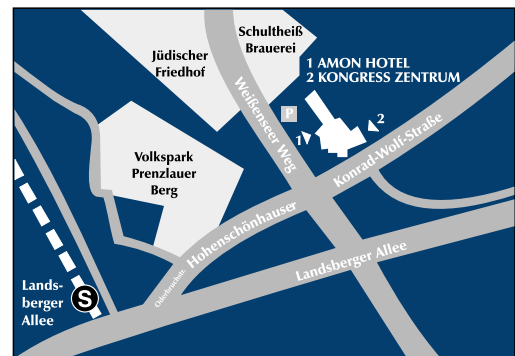 Schultheiß
Brauerei
Jüdischer
Friedhof
1 AMON HOTEL
2 KONGRESS ZENTRUM
Weißenseer Weg
P
1
2
Konrad-Wolf-Straße
Volkspark
Prenzlauer
Berg
Hohenschönhauser
Landsberger Allee
Oderbruchstr.
Lands-
berger
Allee
S